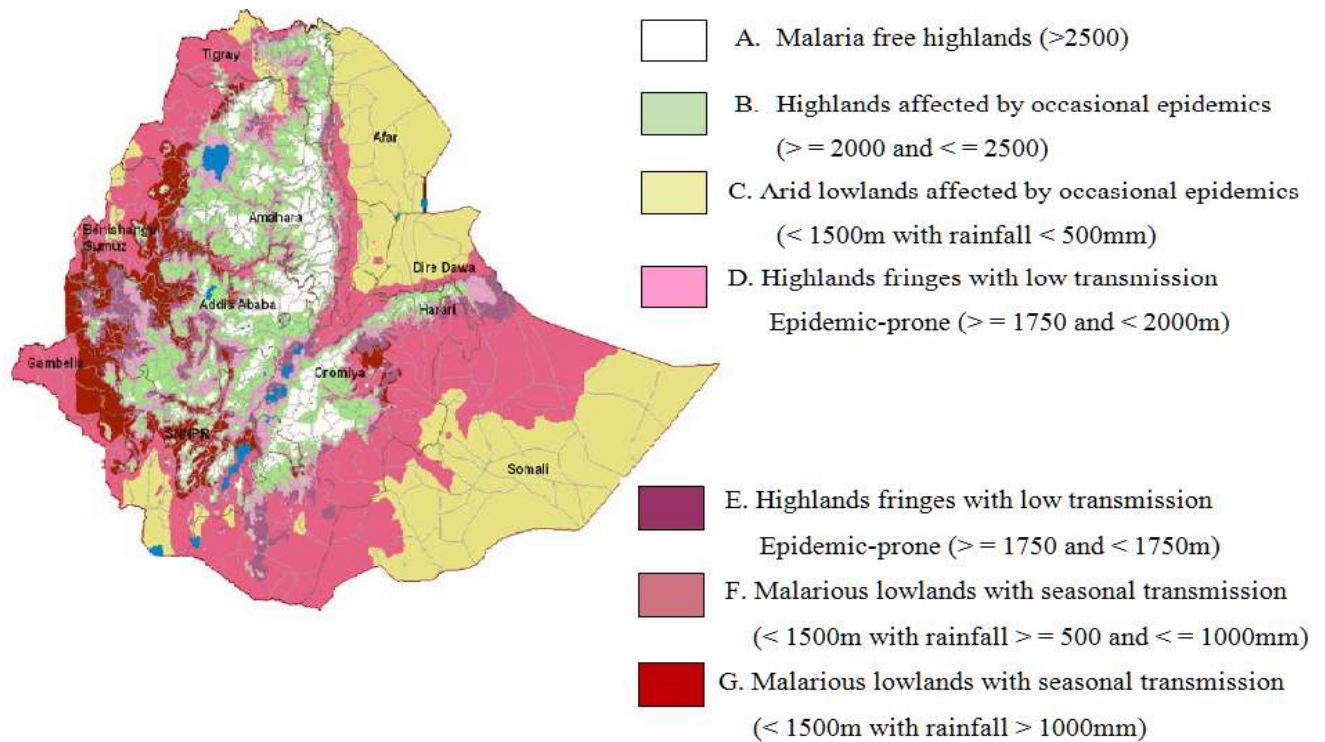 Tigray
Afar
Amahara
Benishangu
Gumuz
Dire Dawa
Addis Ababa
Harari
Gambella
Oromiya
SNNPR
Somali
A. Malaria free highlands (>2500)
B. Highlands affected by occasional epidemics
(> = 2000 and < = 2500)
C. Arid lowlands affected by occasional epidemics
(< 1500m with rainfall < 500mm)
D. Highlands fringes with low transmission
Epidemic-prone (> = 1750 and < 2000m)
E. Highlands fringes with low transmission
Epidemic-prone (> = 1750 and < 1750m)
F. Malarious lowlands with seasonal transmission
(< 1500m with rainfall > = 500 and < = 1000mm)
G. Malarious lowlands with seasonal transmission
(< 1500m with rainfall > 1000mm)